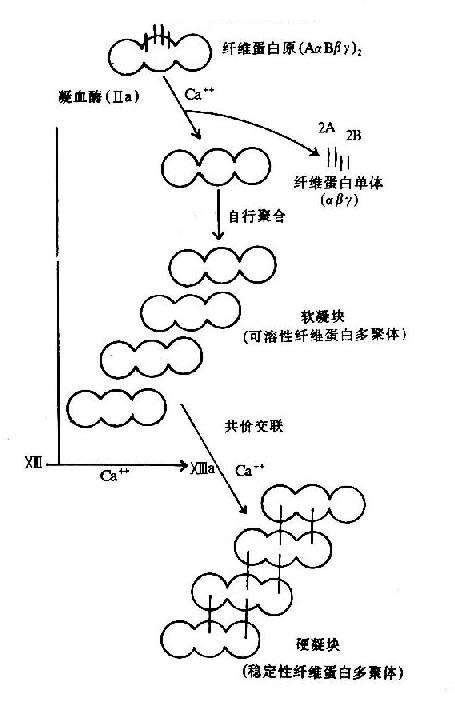 纤维蛋白原(AαBβγ)₂
凝血酶(Ⅱa)
Ca⁺⁺
2A
2B
纤维蛋白单体
(αβγ)
自行聚合
软凝块
(可溶性纤维蛋白多聚体)
共价交联
XIII
Ca⁺⁺
XIIIa
Ca⁺⁺
硬凝块
(稳定性纤维蛋白多聚体)